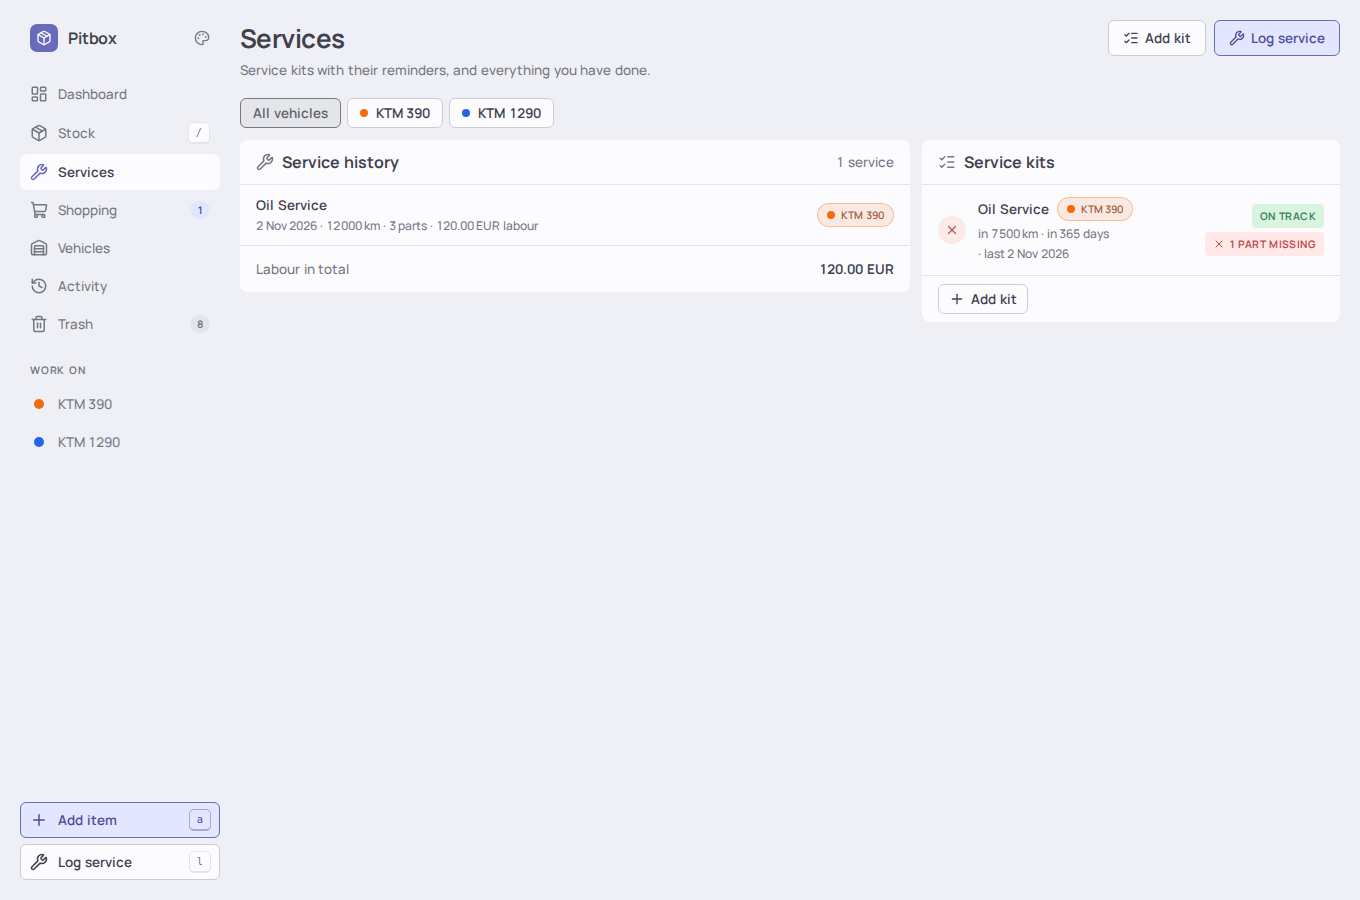 Pitbox
Dashboard
Stock /
Services
Shopping 1
Vehicles
Activity
Trash 8
WORK ON
KTM 390
KTM 1290
Add item a
Log service l
Services
Service kits with their reminders, and everything you have done.
Add kit
Log service
All vehicles
KTM 390
KTM 1290
Service history
1 service
Oil Service
2 Nov 2026 · 12 000 km · 3 parts · 120.00 EUR labour
KTM 390
Labour in total
120.00 EUR
Service kits
Oil Service
KTM 390
in 7 500 km · in 365 days
· last 2 Nov 2026
ON TRACK
1 PART MISSING
Add kit